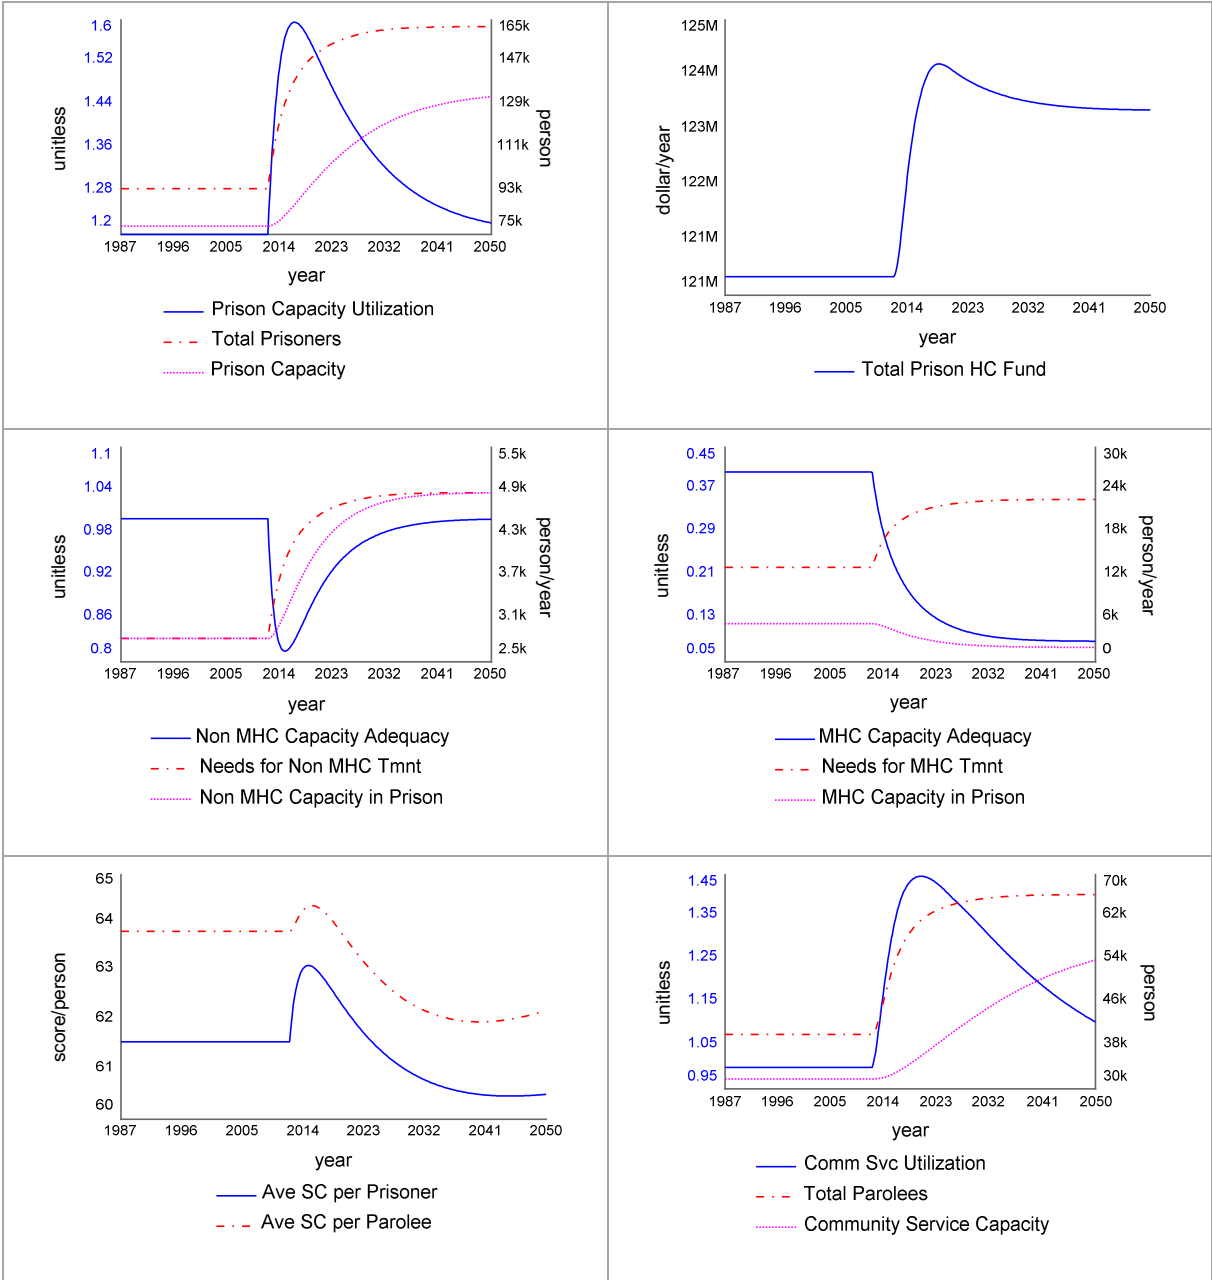 1.6
1.52
1.44
1.36
1.28
1.2
unitless
165k
147k
129k
111k
93k
75k
person
1987 1996 2005 2014 2023 2032 2041 2050
year
Prison Capacity Utilization
Total Prisoners
Prison Capacity
125M
124M
123M
122M
121M
121M
dollar/year
1987 1996 2005 2014 2023 2032 2041 2050
year
Total Prison HC Fund
1.1
1.04
0.98
0.92
0.86
0.8
unitless
5.5k
4.9k
4.3k
3.7k
3.1k
2.5k
person/year
1987 1996 2005 2014 2023 2032 2041 2050
year
Non MHC Capacity Adequacy
Needs for Non MHC Tmnt
Non MHC Capacity in Prison
0.45
0.37
0.29
0.21
0.13
0.05
unitless
30k
24k
18k
12k
6k
0
person/year
1987 1996 2005 2014 2023 2032 2041 2050
year
MHC Capacity Adequacy
Needs for MHC Tmnt
MHC Capacity in Prison
65
64
63
62
61
60
score/person
1987 1996 2005 2014 2023 2032 2041 2050
year
Ave SC per Prisoner
Ave SC per Parolee
1.45
1.35
1.25
1.15
1.05
0.95
unitless
70k
62k
54k
46k
38k
30k
person
1987 1996 2005 2014 2023 2032 2041 2050
year
Comm Svc Utilization
Total Parolees
Community Service Capacity